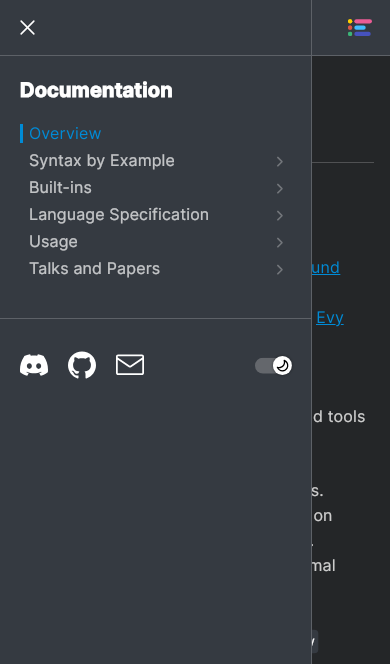 Documentation
Overview
Syntax by Example
Built-ins
Language Specification
Usage
Talks and Papers
und
Evy
d tools
s.
on
.
mal